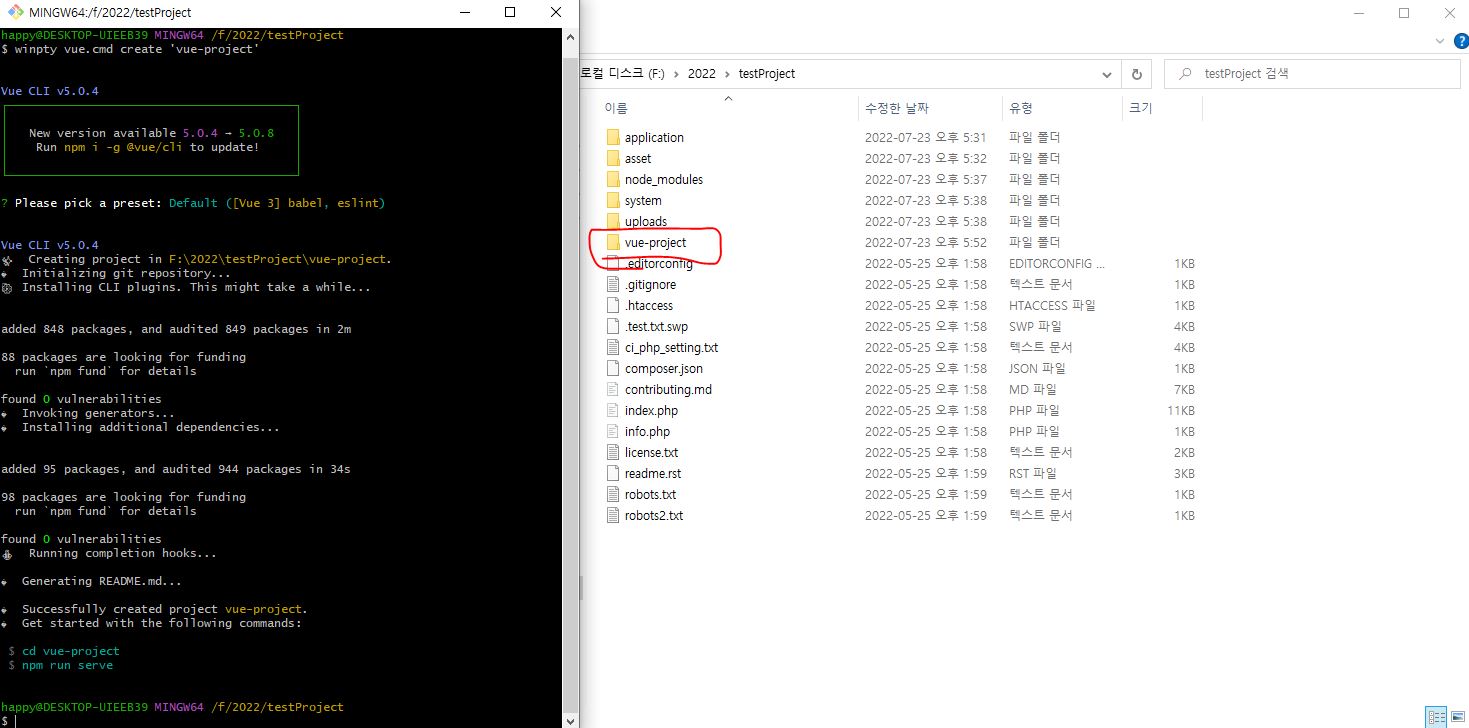 MINGW64:/f/2022/testProject
happy@DESKTOP-UIEEB39 MINGW64 /f/2022/testProject
$ winpty vue.cmd create 'vue-project'
Vue CLI v5.0.4
New version available 5.0.4 → 5.0.8
Run npm i -g @vue/cli to update!
? Please pick a preset: Default ([Vue 3] babel, eslint)
Vue CLI v5.0.4
Creating project in F:\2022\testProject\vue-project.
Initializing git repository...
Installing CLI plugins. This might take a while...
added 848 packages, and audited 849 packages in 2m
88 packages are looking for funding
run `npm fund` for details
found 0 vulnerabilities
Invoking generators...
Installing additional dependencies...
added 95 packages, and audited 944 packages in 34s
98 packages are looking for funding
run `npm fund` for details
found 0 vulnerabilities
Running completion hooks...
Generating README.md...
Successfully created project vue-project.
Get started with the following commands:
$ cd vue-project
$ npm run serve
happy@DESKTOP-UIEEB39 MINGW64 /f/2022/testProject
$
?
로컬 디스크 (F:) > 2022 > testProject
testProject 검색
이름 수정한 날짜 유형 크기
application 2022-07-23 오후 5:31 파일 폴더
asset 2022-07-23 오후 5:32 파일 폴더
node_modules 2022-07-23 오후 5:37 파일 폴더
system 2022-07-23 오후 5:38 파일 폴더
uploads 2022-07-23 오후 5:38 파일 폴더
vue-project 2022-07-23 오후 5:52 파일 폴더
.editorconfig 2022-05-25 오후 1:58 EDITORCONFIG ... 1KB
.gitignore 2022-05-25 오후 1:58 텍스트 문서 1KB
.htaccess 2022-05-25 오후 1:58 HTACCESS 파일 1KB
.test.txt.swp 2022-05-25 오후 1:58 SWP 파일 4KB
ci_php_setting.txt 2022-05-25 오후 1:58 텍스트 문서 4KB
composer.json 2022-05-25 오후 1:58 JSON 파일 1KB
contributing.md 2022-05-25 오후 1:58 MD 파일 7KB
index.php 2022-05-25 오후 1:58 PHP 파일 11KB
info.php 2022-05-25 오후 1:58 PHP 파일 1KB
license.txt 2022-05-25 오후 1:58 텍스트 문서 2KB
readme.rst 2022-05-25 오후 1:59 RST 파일 3KB
robots.txt 2022-05-25 오후 1:59 텍스트 문서 1KB
robots2.txt 2022-05-25 오후 1:59 텍스트 문서 1KB